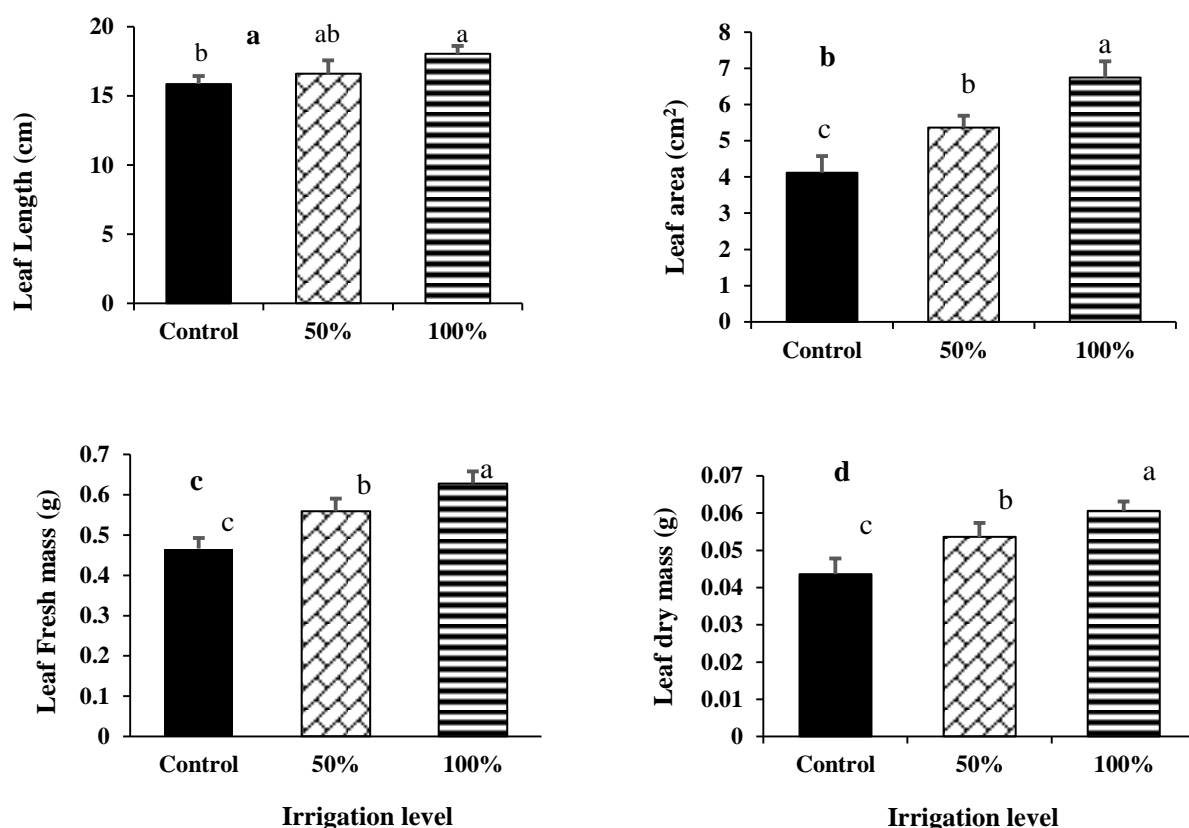 Leaf Length (cm)
20
15
10
5
0
a
b
ab
a
Control 50% 100%
Leaf area (cm²)
8
7
6
5
4
3
2
1
0
b
c
b
a
Control 50% 100%
Leaf Fresh mass (g)
0.7
0.6
0.5
0.4
0.3
0.2
0.1
0
c
c
b
a
Control 50% 100%
Irrigation level
Leaf dry mass (g)
0.07
0.06
0.05
0.04
0.03
0.02
0.01
0
d
c
b
a
Control 50% 100%
Irrigation level